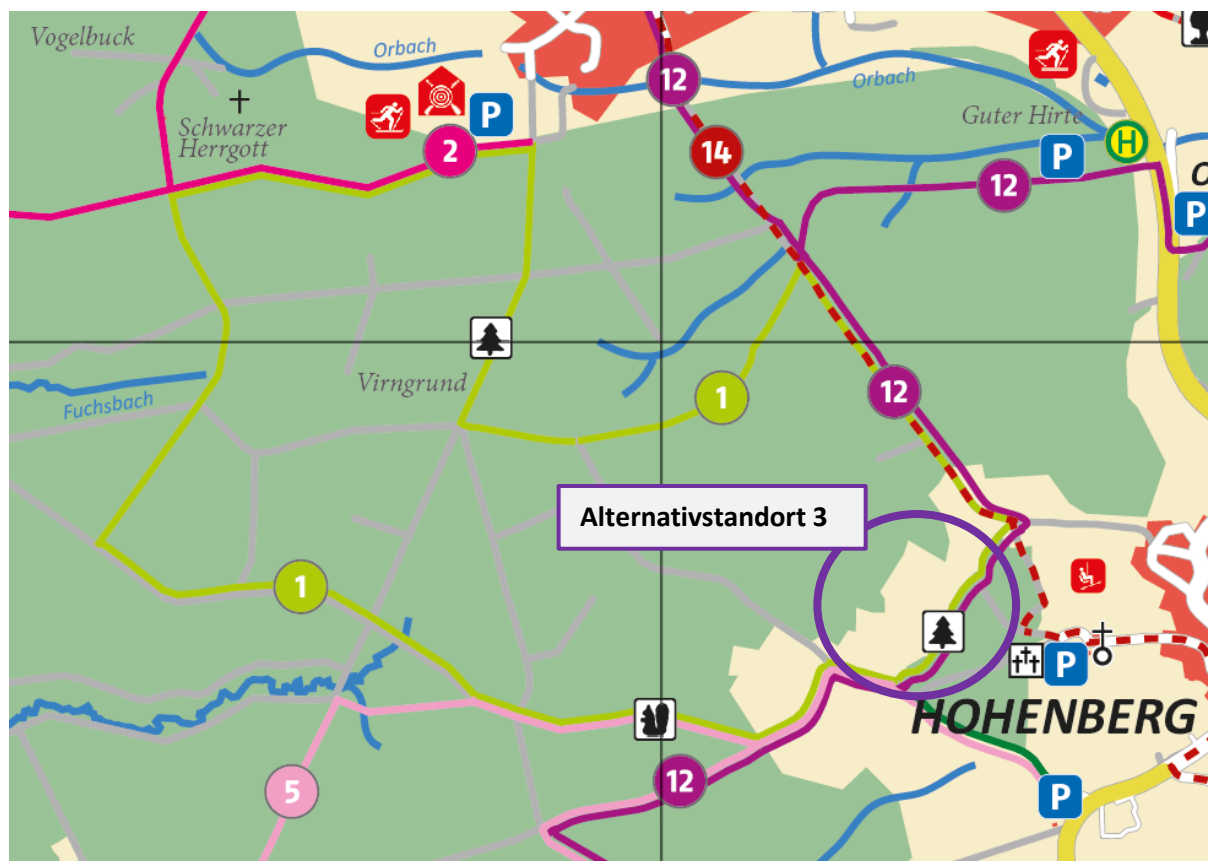 Vogelbuck
Orbach
12
Orbach
P
2
Schwarzer
Herrgott
14
Guter Hirte
H
P
12
P
O
Virngrund
Fuchsbach
1
12
Alternativstandort 3
1
P
HOHENBERG
12
5
P